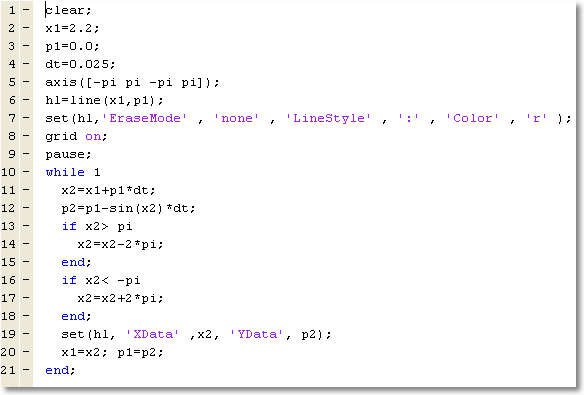 1 - clear;
2 - x1=2.2;
3 - p1=0.0;
4 - dt=0.025;
5 - axis([-pi pi -pi pi]);
6 - hl=line(x1,p1);
7 - set(hl,'EraseMode' , 'none' , 'LineStyle' , ':' , 'Color' , 'r' );
8 - grid on;
9 - pause;
10 - while 1
11 -   x2=x1+p1*dt;
12 -   p2=p1-sin(x2)*dt;
13 -   if x2> pi
14 -     x2=x2-2*pi;
15 -   end;
16 -   if x2< -pi
17 -     x2=x2+2*pi;
18 -   end;
19 -   set(hl, 'XData' ,x2, 'YData', p2);
20 -   x1=x2; p1=p2;
21 - end;